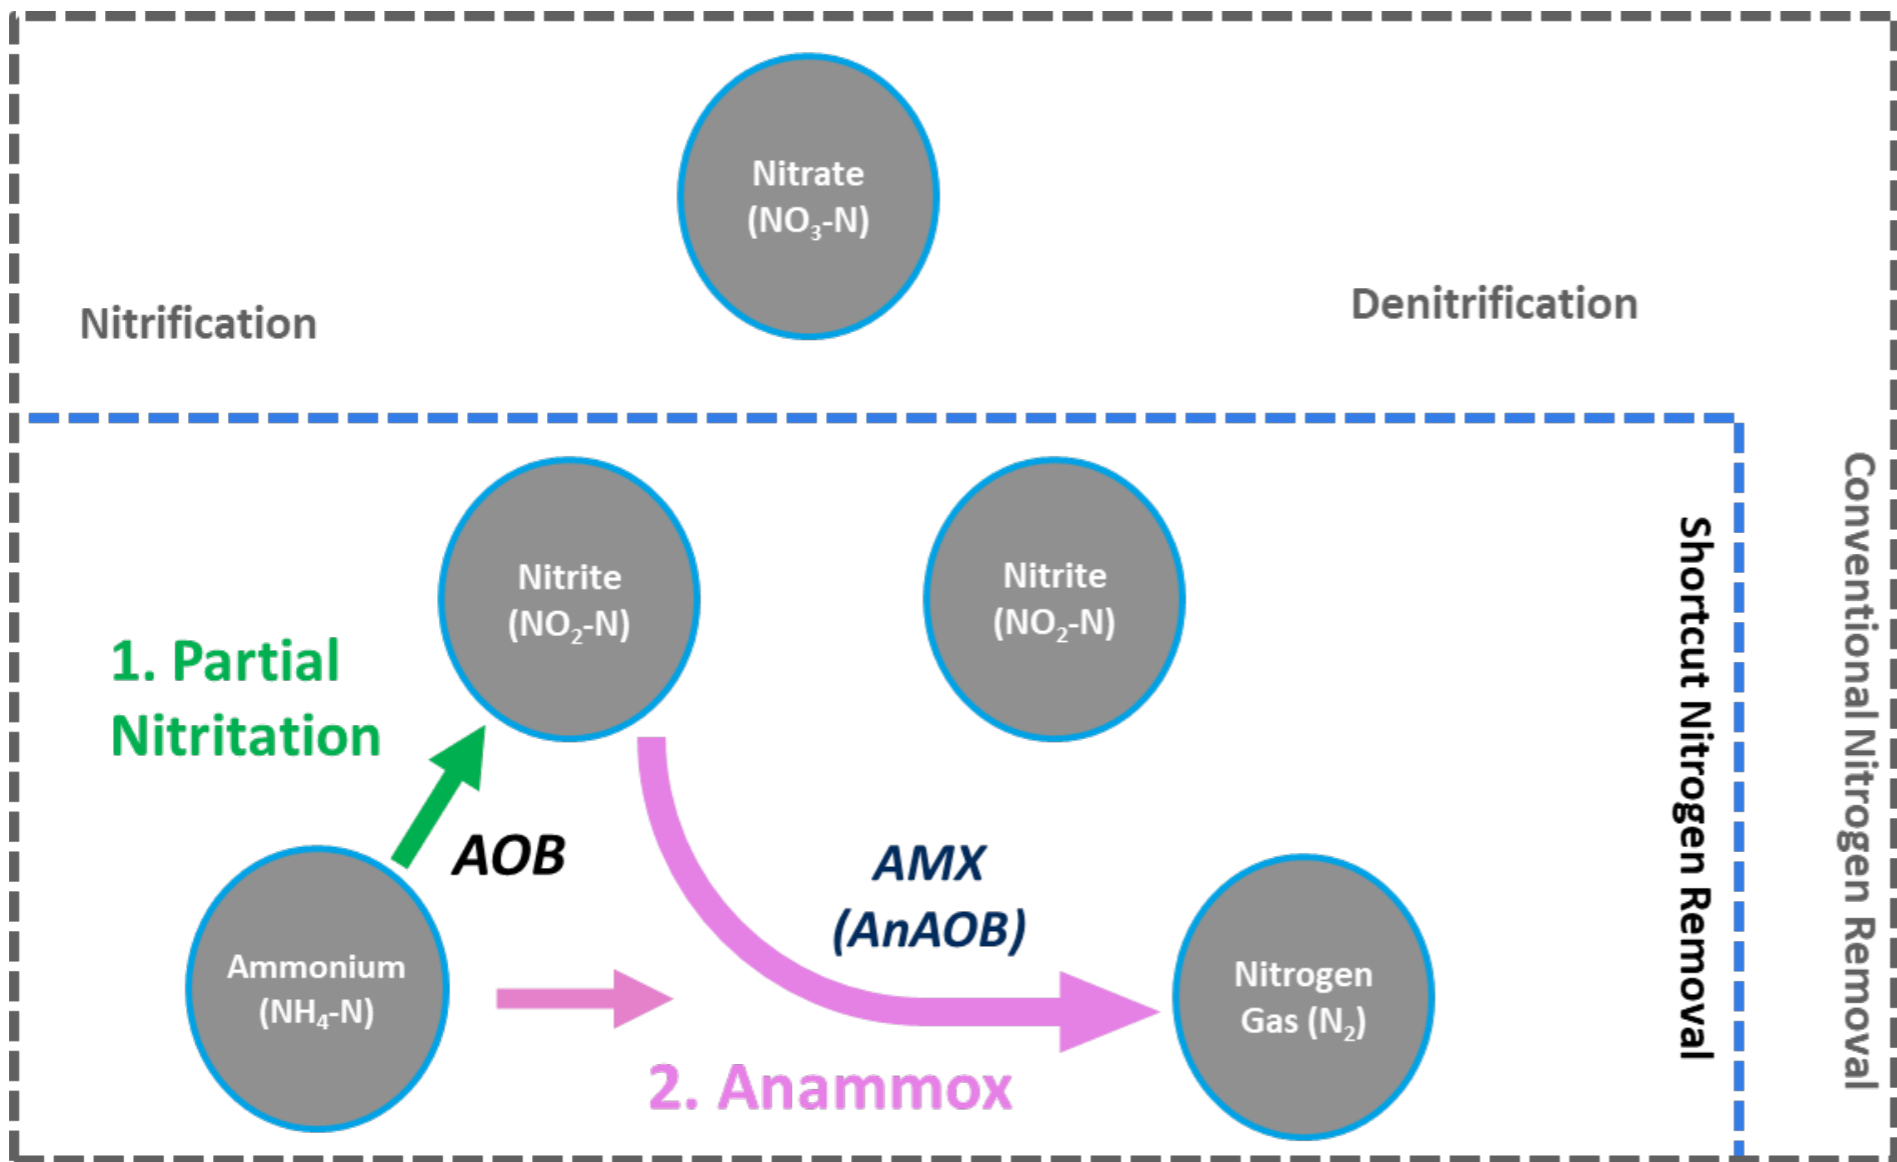 Nitrate
(NO₃-N)
Nitrification
Denitrification
Nitrite
(NO₂-N)
Nitrite
(NO₂-N)
1. Partial
Nitritation
AOB
AMX
(AnAOB)
Ammonium
(NH₄-N)
Nitrogen
Gas (N₂)
2. Anammox
Shortcut Nitrogen Removal
Conventional Nitrogen Removal